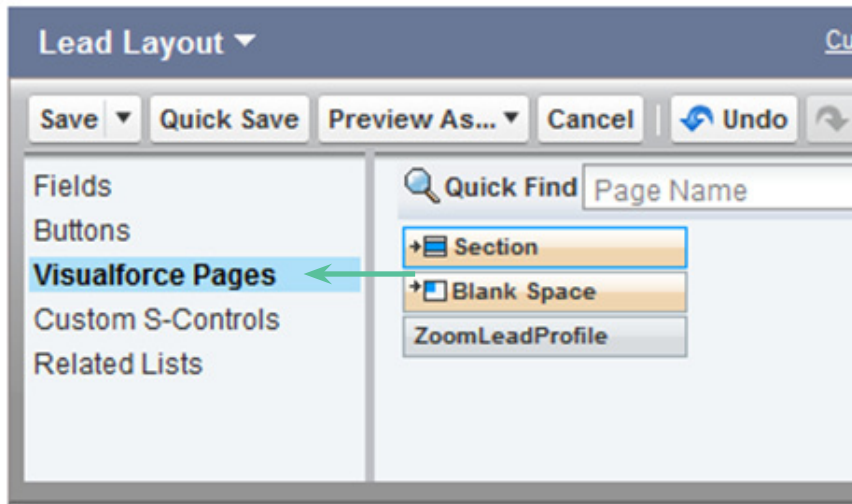 Lead Layout
Cu
Save Quick Save Preview As... Cancel Undo
Fields
Buttons
Visualforce Pages
Custom S-Controls
Related Lists
Quick Find Page Name
Section
Blank Space
ZoomLeadProfile